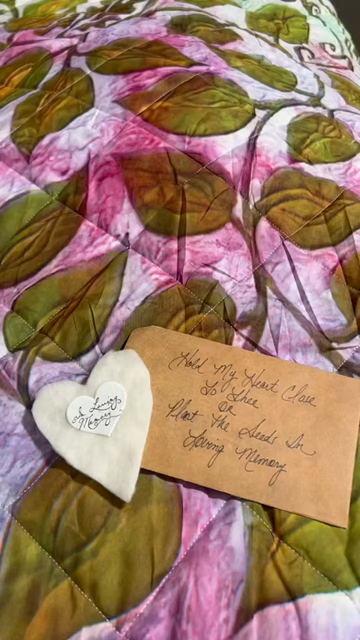 In Loving
Memory
Hold My Heart Close
To Thee
OR
Plant The Seeds In
Loving Memory